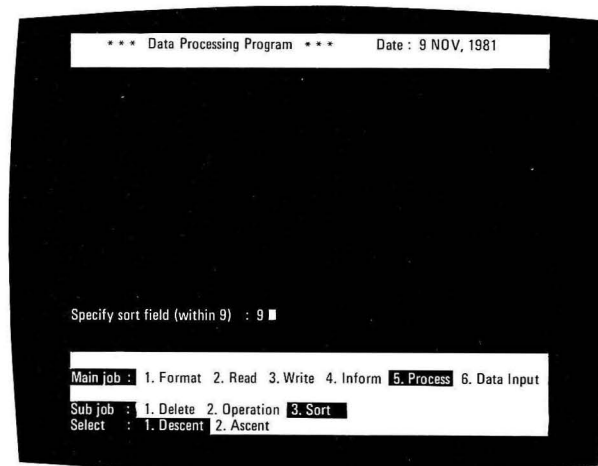 * * * Data Processing Program * * * Date : 9 NOV, 1981
Specify sort field (within 9) : 9
Main job : 1. Format 2. Read 3. Write 4. Inform 5. Process 6. Data Input
Sub job : 1. Delete 2. Operation 3. Sort
Select : 1. Descent 2. Ascent